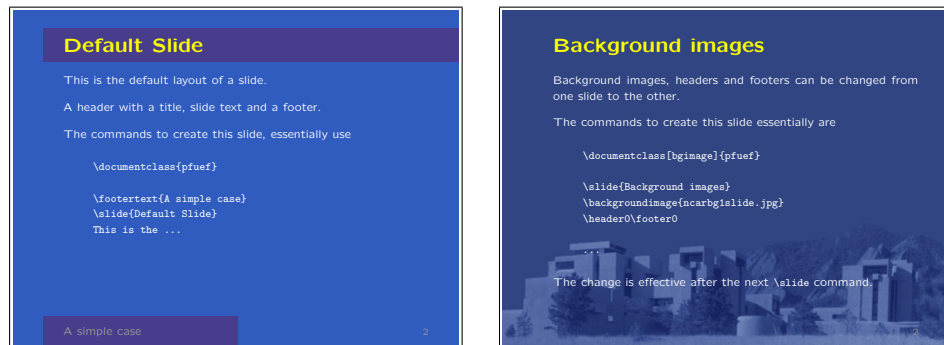 Default Slide
This is the default layout of a slide.
A header with a title, slide text and a footer.
The commands to create this slide, essentially use
\documentclass{pfuef}
\footertext{A simple case}
\slide{Default Slide}
This is the ...
A simple case
2
Background images
Background images, headers and footers can be changed from
one slide to the other.
The commands to create this slide essentially are
\documentclass[bgimage]{pfuef}
\slide{Background images}
\backgroundimage{ncarbg1slide.jpg}
\header0\footer0
...
The change is effective after the next \slide command.
2